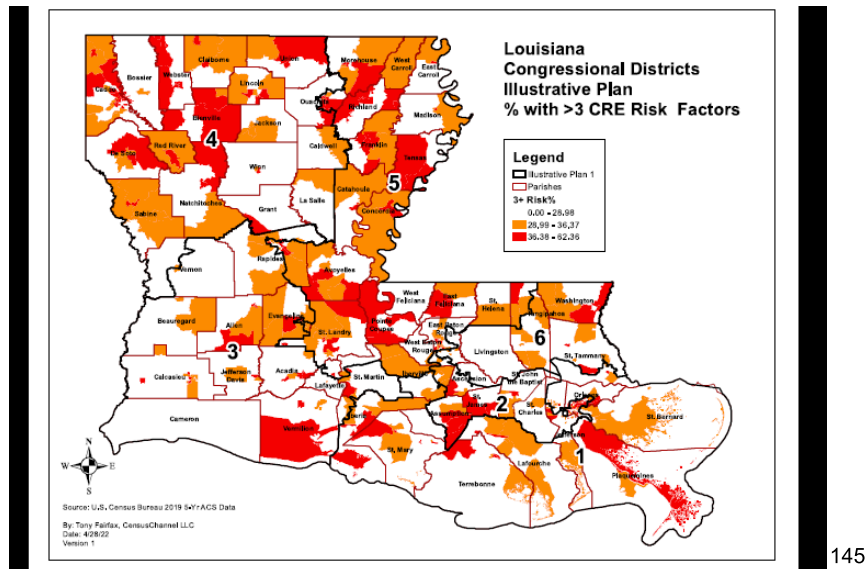 Louisiana
Congressional Districts
Illustrative Plan
% with >3 CRE Risk Factors
Legend
Illustrative Plan 1
Parishes
3+ Risk%
0.00 - 28.98
28.99 - 36.37
36.38 - 62.36
Claiborne
Union
Morehouse
West
Carroll
East
Carroll
Bossier
Webster
Caddo
Lincoln
Ouachita
Richland
Madison
Bienville
Jackson
4
De Soto
Red River
Caldwell
Franklin
Tensas
Winn
5
Natchitoches
La Salle
Catahoula
Sabine
Grant
Concordia
Vernon
Rapides
Avoyelles
West
Feliciana
East
Feliciana
St.
Helena
Washington
Tangipahoa
Beauregard
Allen
Evangeline
St. Landry
Pointe
Coupee
East Baton
Rouge
West Baton
Rouge
6
3
Livingston
St. Tammany
Calcasieu
Jefferson
Davis
Acadia
Lafayette
St. Martin
Iberville
Ascension
St. John
the Baptist
St.
James
2
St.
Charles
Orleans
Cameron
Vermilion
Iberia
Assumption
St. Bernard
Jefferson
1
St. Mary
Lafourche
Plaquemines
Terrebonne
N
W
E
S
Source: U.S. Census Bureau 2019 5-Yr ACS Data
By: Tony Fairfax, CensusChannel LLC
Date: 4/28/22
Version 1
145